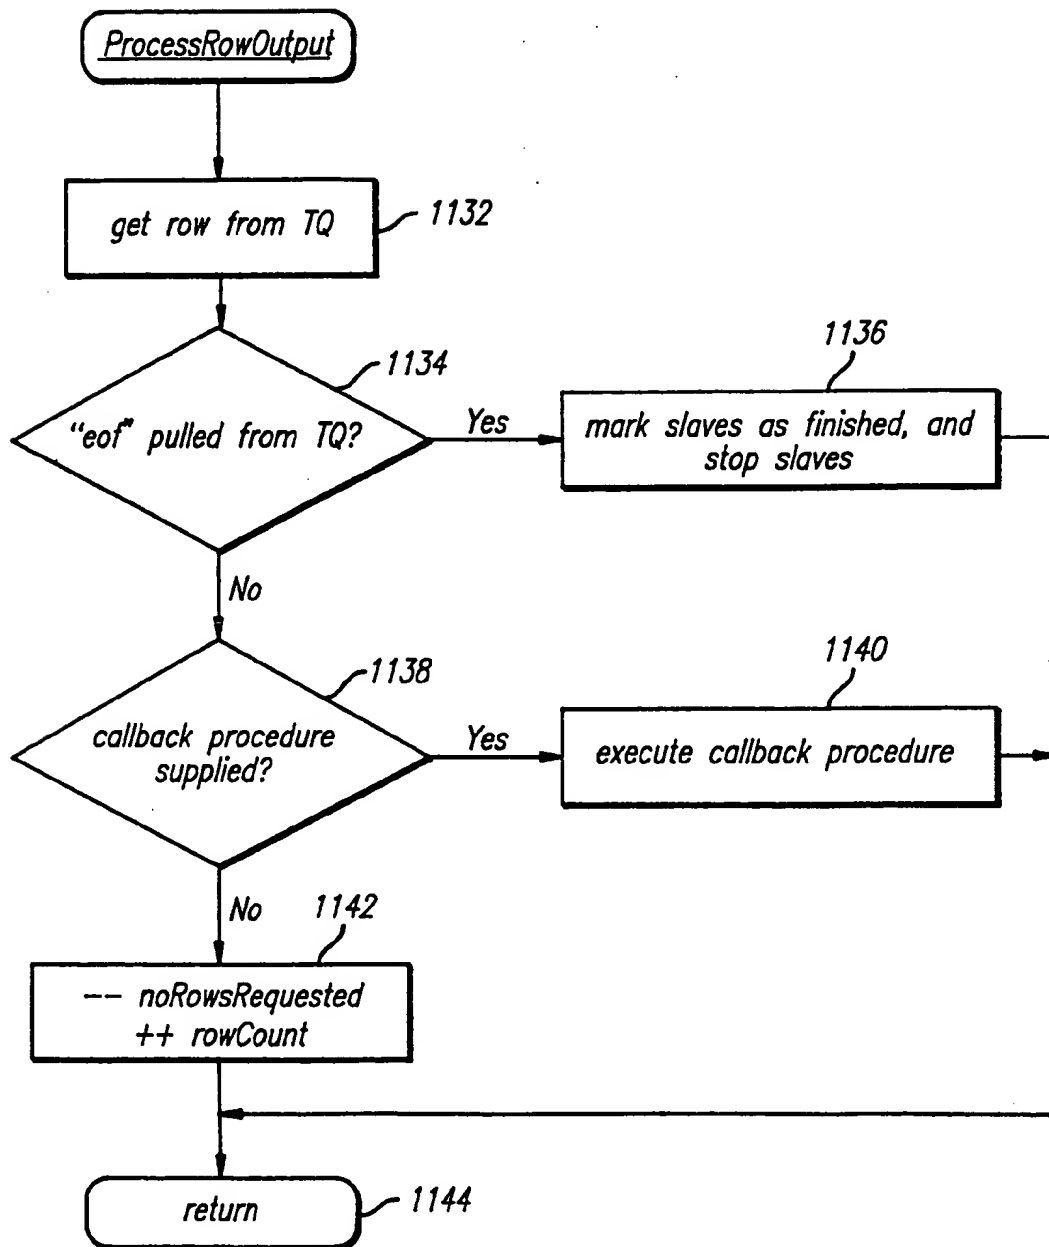 ProcessRowOutput
get row from TQ
1132
"eof" pulled from TQ?
1134
Yes
1136
mark slaves as finished, and
stop slaves
No
callback procedure
supplied?
1138
Yes
1140
execute callback procedure
No
1142
-- noRowsRequested
++ rowCount
return
1144